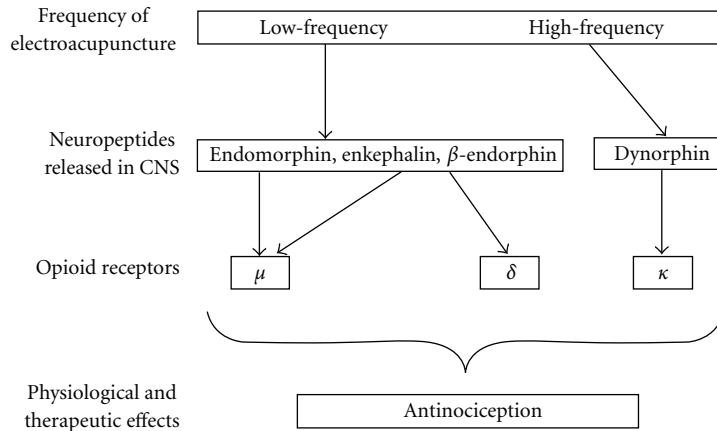 Frequency of
electroacupuncture
Low-frequency
High-frequency
Neuropeptides
released in CNS
Endomorphin, enkephalin, β-endorphin
Dynorphin
Opioid receptors
μ
δ
κ
Physiological and
therapeutic effects
Antinociception